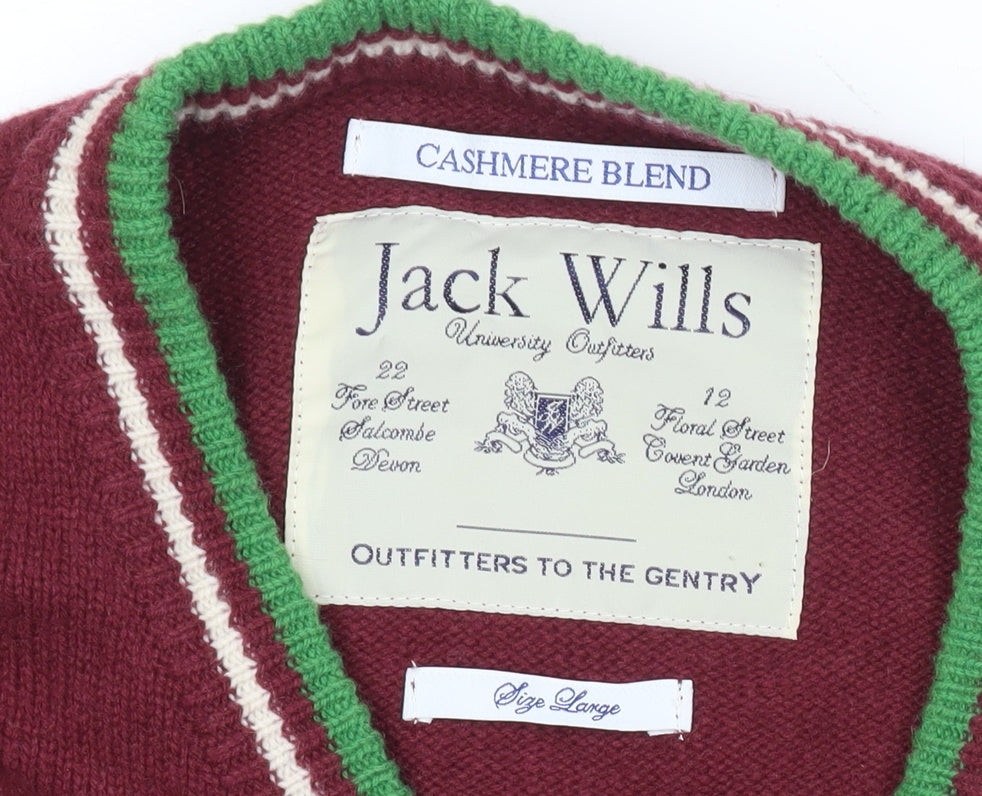 CASHMERE BLEND
Jack Wills
University Outfitters
22
Fore Street
Salcombe
Devon
12
Floral Street
Covent Garden
London
OUTFITTERS TO THE GENTRY
Size Large